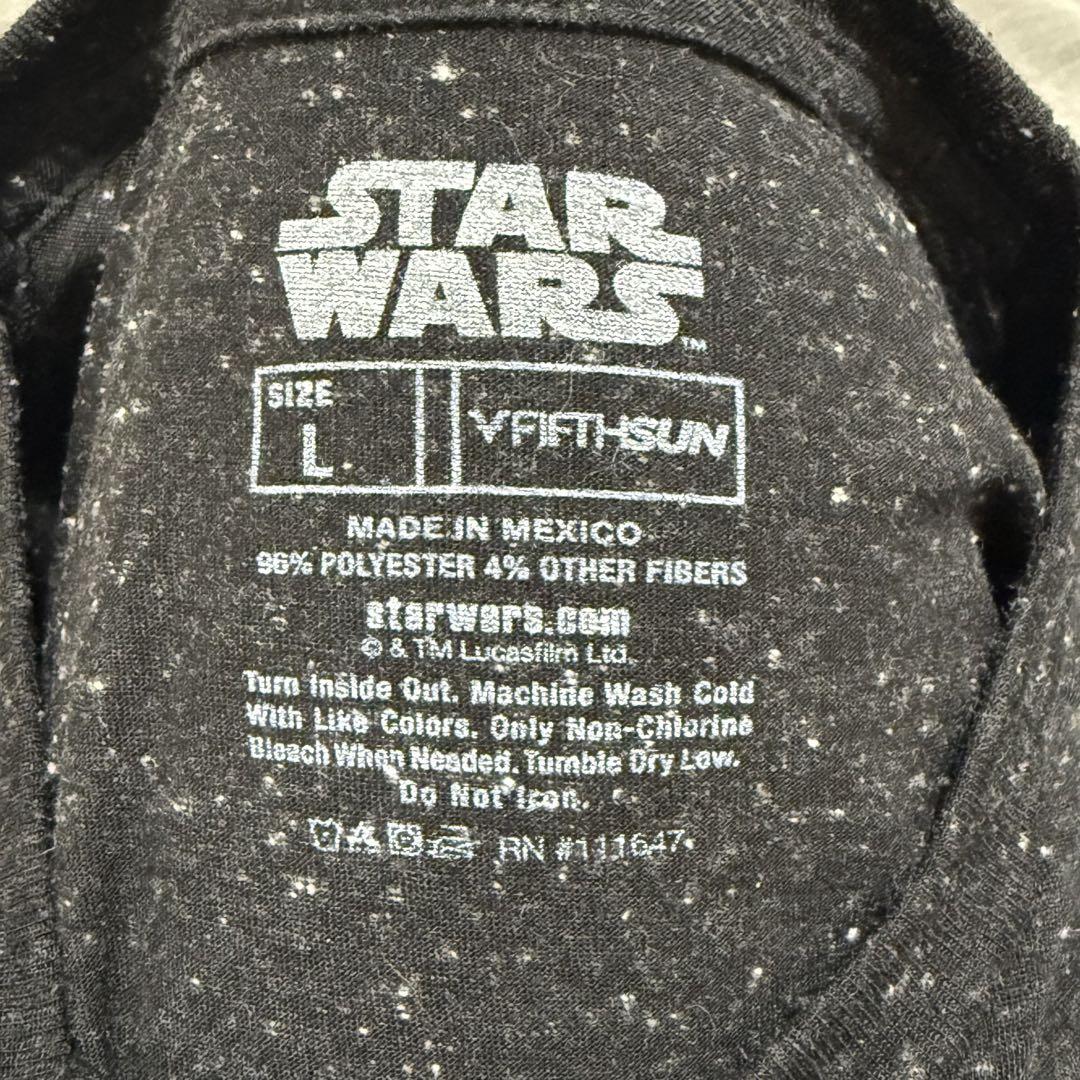 STAR
WARS™
SIZE
L
FIFTHSUN
MADE IN MEXICO
96% POLYESTER 4% OTHER FIBERS
starwars.com
© & TM Lucasfilm Ltd.
Turn Inside Out. Machine Wash Cold
With Like Colors. Only Non-Chlorine
Bleach When Needed. Tumble Dry Low.
Do Not Iron.
RN #111647